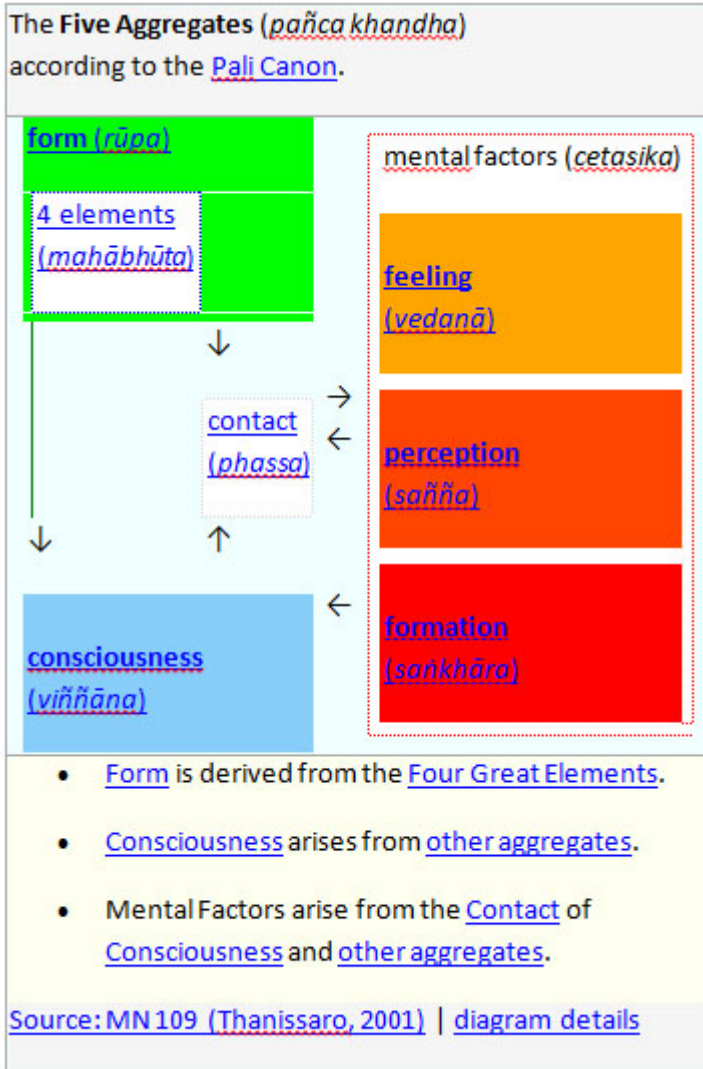 The Five Aggregates (pañca khandha)
according to the Pali Canon.
form (rūpa)
4 elements
(mahābhūta)
↓
contact
(phassa)
→
←
↓
↑
consciousness
(viññāna)
←
mental factors (cetasika)
feeling
(vedanā)
perception
(sañña)
formation
(saṅkhāra)
• Form is derived from the Four Great Elements.
• Consciousness arises from other aggregates.
• Mental Factors arise from the Contact of
Consciousness and other aggregates.
Source: MN 109 (Thanissaro, 2001) | diagram details